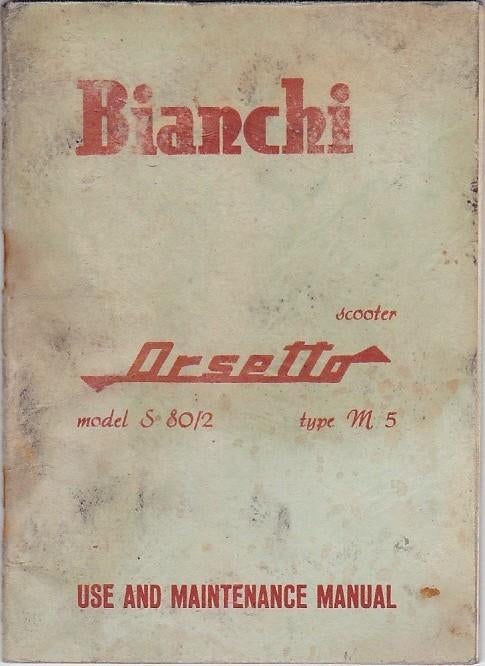 Bianchi
scooter
Orsetto
model S 80/2 type M 5
USE AND MAINTENANCE MANUAL